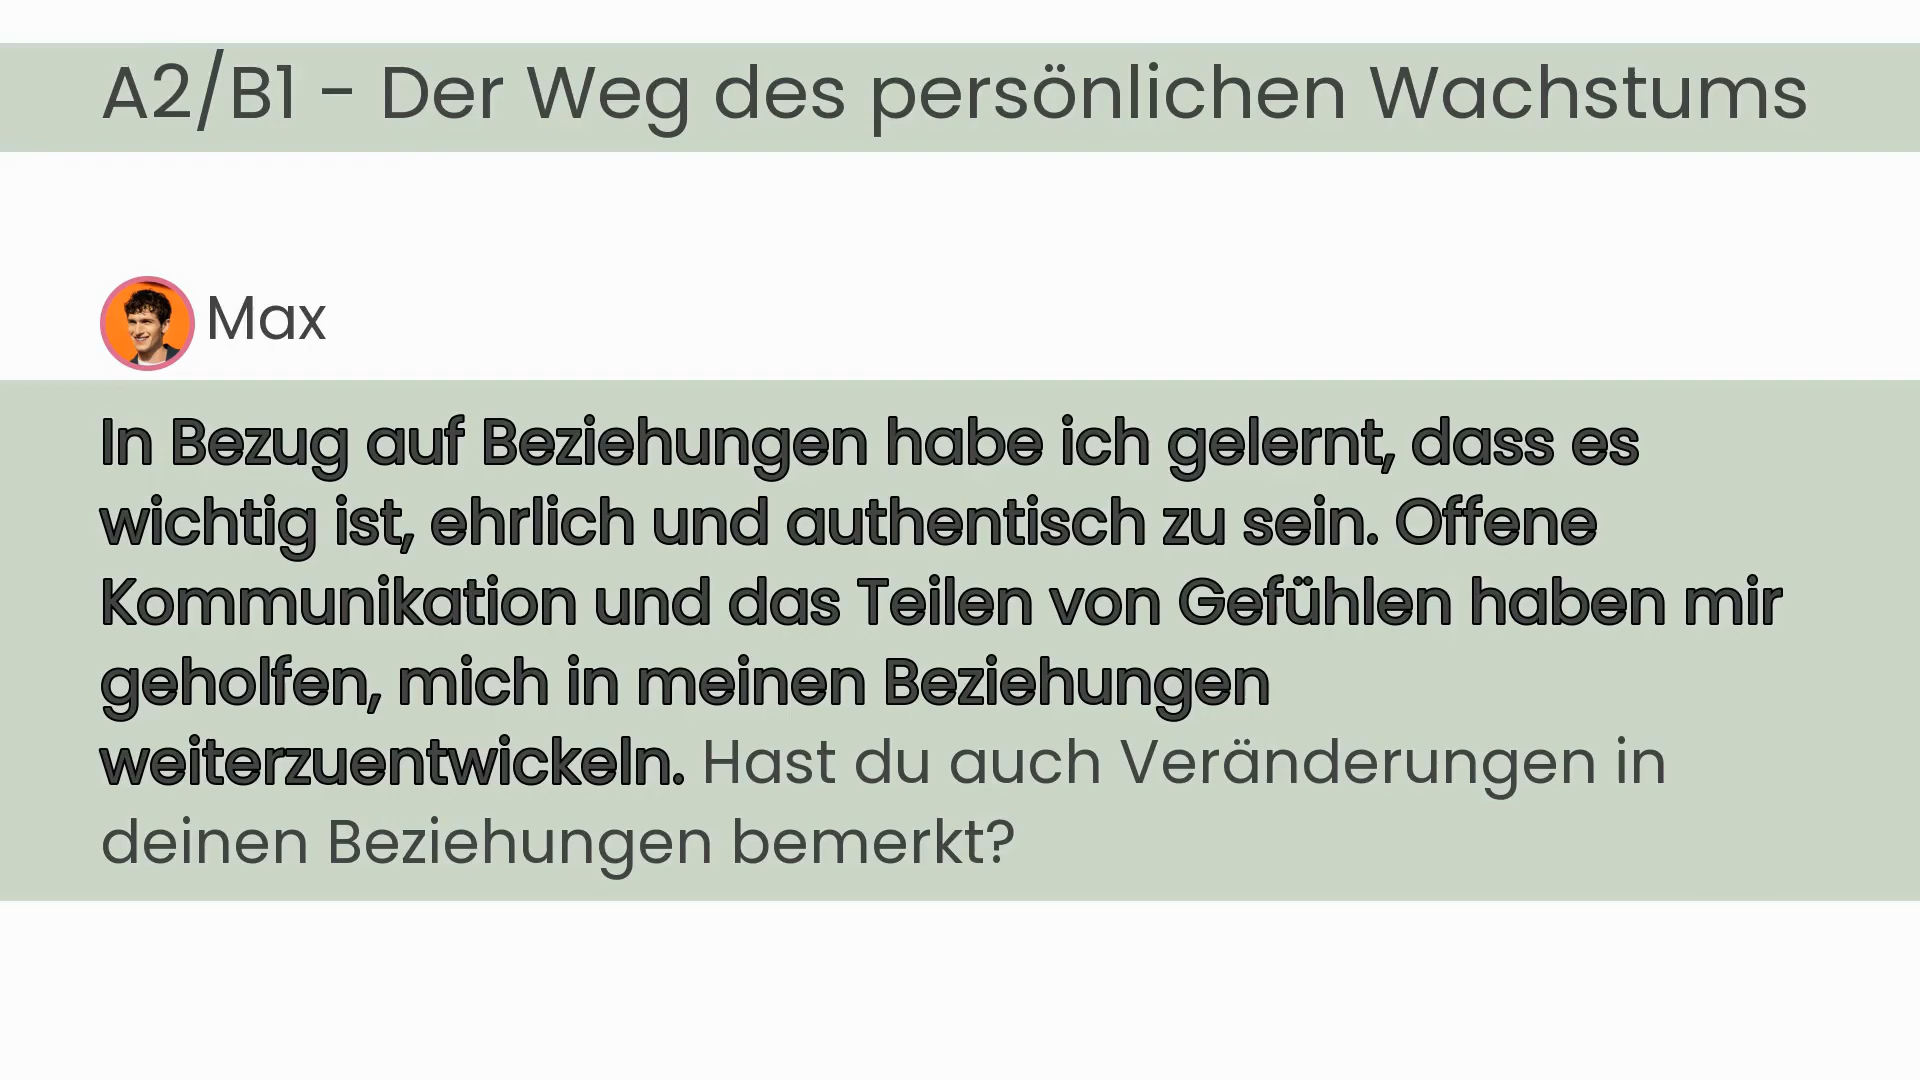 A2/B1 - Der Weg des persönlichen Wachstums
Max
In Bezug auf Beziehungen habe ich gelernt, dass es
wichtig ist, ehrlich und authentisch zu sein. Offene
Kommunikation und das Teilen von Gefühlen haben mir
geholfen, mich in meinen Beziehungen
weiterzuentwickeln. Hast du auch Veränderungen in
deinen Beziehungen bemerkt?